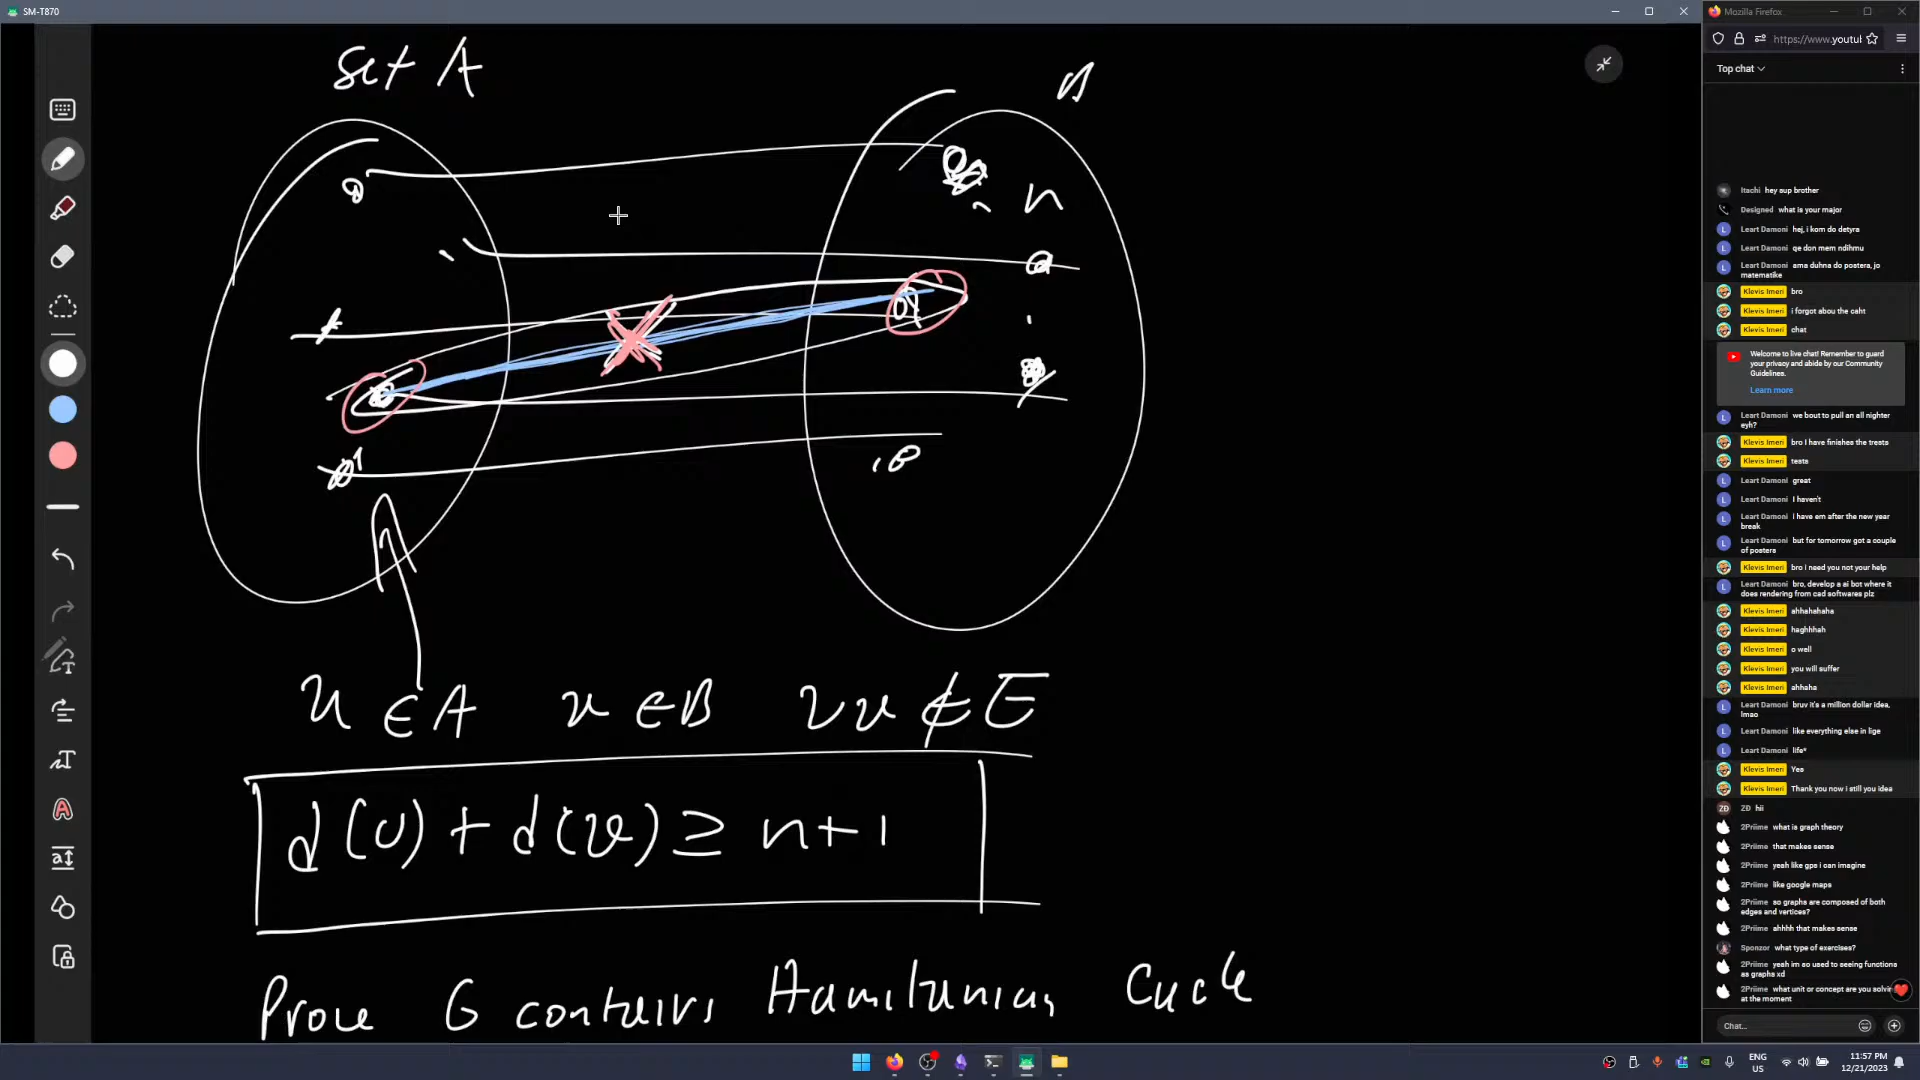 SM-T870
Set A
B
n
u ∈ A    v ∈ B    uv ∉ E
d(u) + d(v) ≥ n+1
Prove G contains Hamiltonian Cycle
Mozilla Firefox
https://www.youtul
Top chat
Itachi hey sup brother
Designed what is your major
Leart Damoni hej, i kom do detyra
Leart Damoni qe don mem ndihmu
Leart Damoni ama duhna do postera, jo
matematike
Klevis Imeri bro
Klevis Imeri i forgot abou the caht
Klevis Imeri chat
Welcome to live chat! Remember to guard
your privacy and abide by our Community
Guidelines.
Learn more
Leart Damoni we bout to pull an all nighter
eyh?
Klevis Imeri bro I have finishes the trests
Klevis Imeri tests
Leart Damoni great
Leart Damoni I haven't
Leart Damoni i have em after the new year
break
Leart Damoni but for tomorrow got a couple
of posters
Klevis Imeri bro i need you not your help
Leart Damoni bro, develop a ai bot where it
does rendering from cad softwares plz
Klevis Imeri ahhahahaha
Klevis Imeri haghhhah
Klevis Imeri o well
Klevis Imeri you will suffer
Klevis Imeri ahhaha
Leart Damoni bruv it's a million dollar idea,
lmao
Leart Damoni like everything else in lige
Leart Damoni life*
Klevis Imeri Yea
Klevis Imeri Thank you now i still you idea
ZD hii
2Priime what is graph theory
2Priime that makes sense
2Priime yeah like gps i can imagine
2Priime like google maps
2Priime so graphs are composed of both
edges and vertices?
2Priime ahhhh that makes sense
Sponzor what type of exercises?
2Priime yeah im so used to seeing functions
as graphs xd
2Priime what unit or concept are you solvin
at the moment
Chat...
ENG
US
11:57 PM
12/21/2023